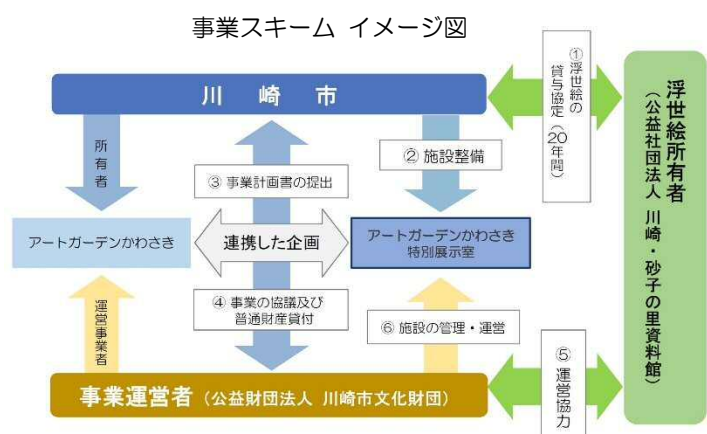 事業スキーム イメージ図
川 崎 市
①浮世絵の
貸与協定（20年間）
浮世絵所有者
（公益社団法人 川崎・砂子の里資料館）
所有者
② 施設整備
③ 事業計画書の提出
アートガーデンかわさき
連携した企画
アートガーデンかわさき
特別展示室
④ 事業の協議及び
普通財産貸付
運営事業者
⑥ 施設の管理・運営
⑤ 運営協力
事業運営者（公益財団法人 川崎市文化財団）